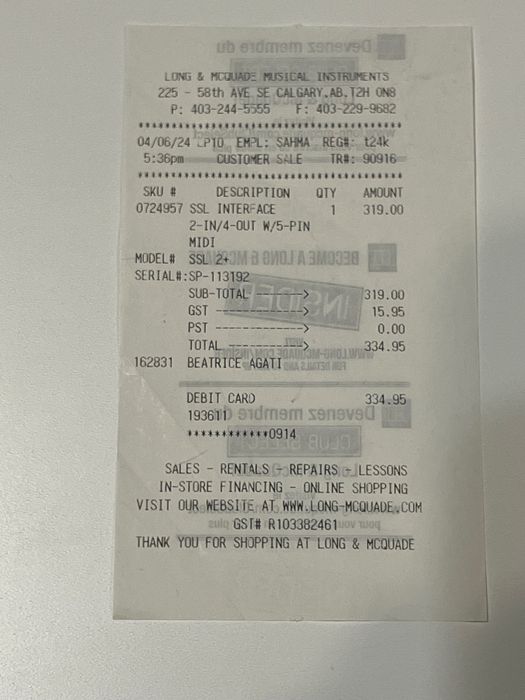 LONG & MCQUADE MUSICAL INSTRUMENTS
225 - 58th AVE SE CALGARY,AB,T2H 0N8
P: 403-244-5555 F: 403-229-9682
****************************************
04/06/24 LPTO EMPL: SAHMA REG#: t24k
5:36pm CUSTOMER SALE TR#: 90916
****************************************
SKU # DESCRIPTION QTY AMOUNT
0724957 SSL INTERFACE 1 319.00
2-IN/4-OUT W/5-PIN
MIDI
MODEL# SSL 2+
SERIAL#:SP-113192
SUB-TOTAL -------> 319.00
GST -------------> 15.95
PST -------------> 0.00
TOTAL -----------> 334.95
162831 BEATRICE AGATI
DEBIT CARD 334.95
193611
************0914
SALES - RENTALS - REPAIRS - LESSONS
IN-STORE FINANCING - ONLINE SHOPPING
VISIT OUR WEBSITE AT WWW.LONG-MCQUADE.COM
GST# R103382461
THANK YOU FOR SHOPPING AT LONG & MCQUADE